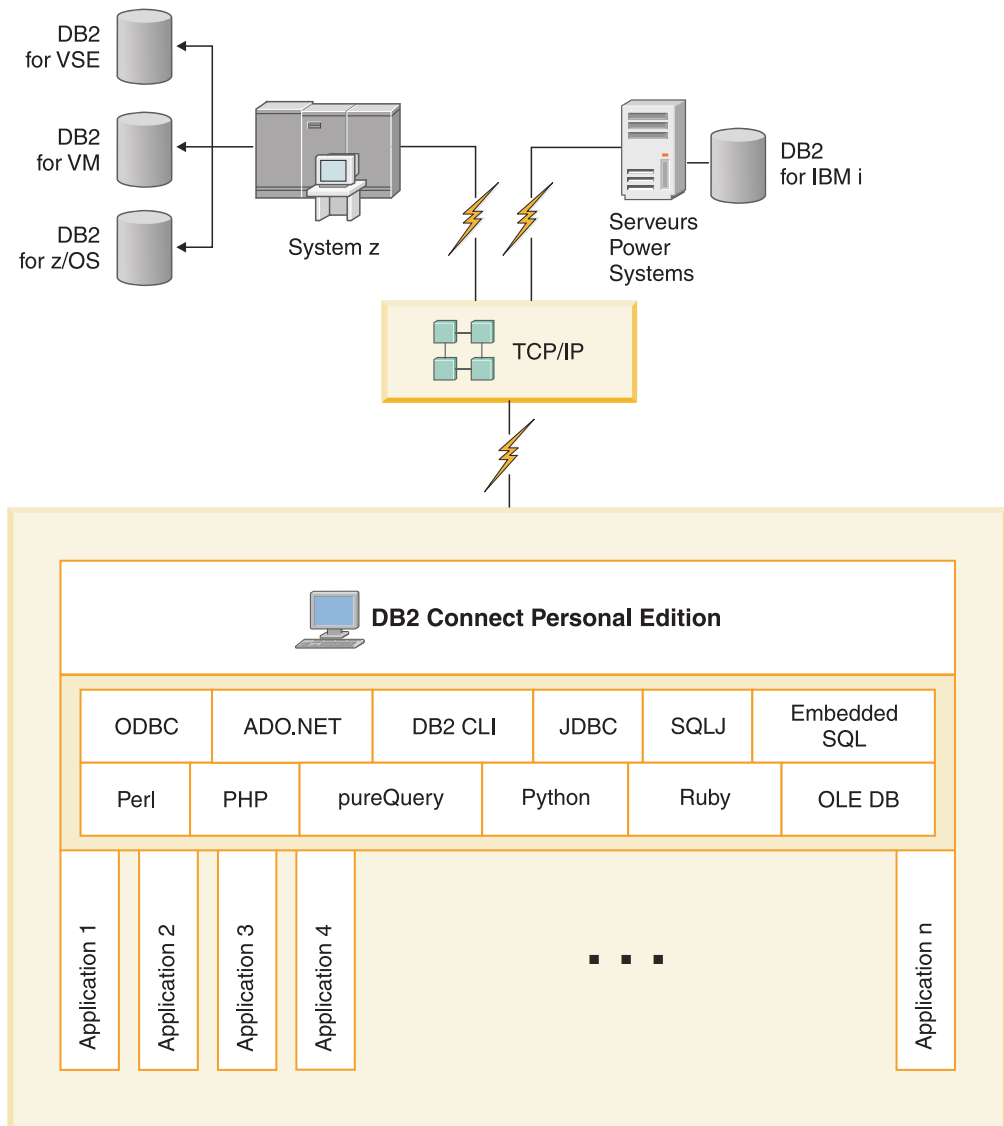 DB2
for VSE
DB2
for VM
DB2
for z/OS
System z
Serveurs
Power
Systems
DB2
for IBM i
TCP/IP
DB2 Connect Personal Edition
ODBC
ADO.NET
DB2 CLI
JDBC
SQLJ
Embedded
SQL
Perl
PHP
pureQuery
Python
Ruby
OLE DB
Application 1
Application 2
Application 3
Application 4
Application n